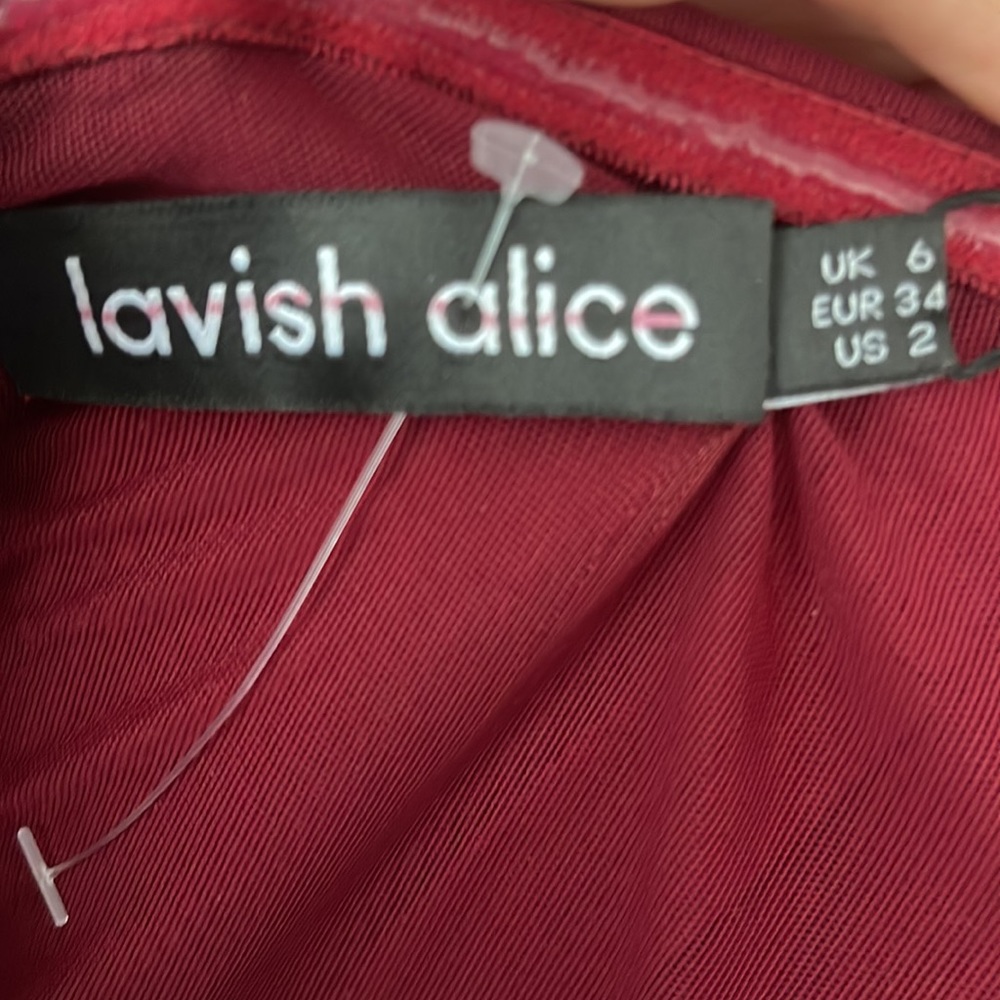 lavish alice
UK 6
EUR 34
US 2